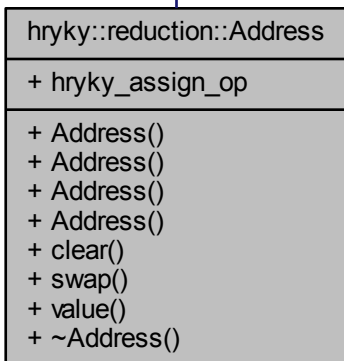 hryky::reduction::Address
+ hryky_assign_op
+ Address()
+ Address()
+ Address()
+ Address()
+ clear()
+ swap()
+ value()
+ ~Address()